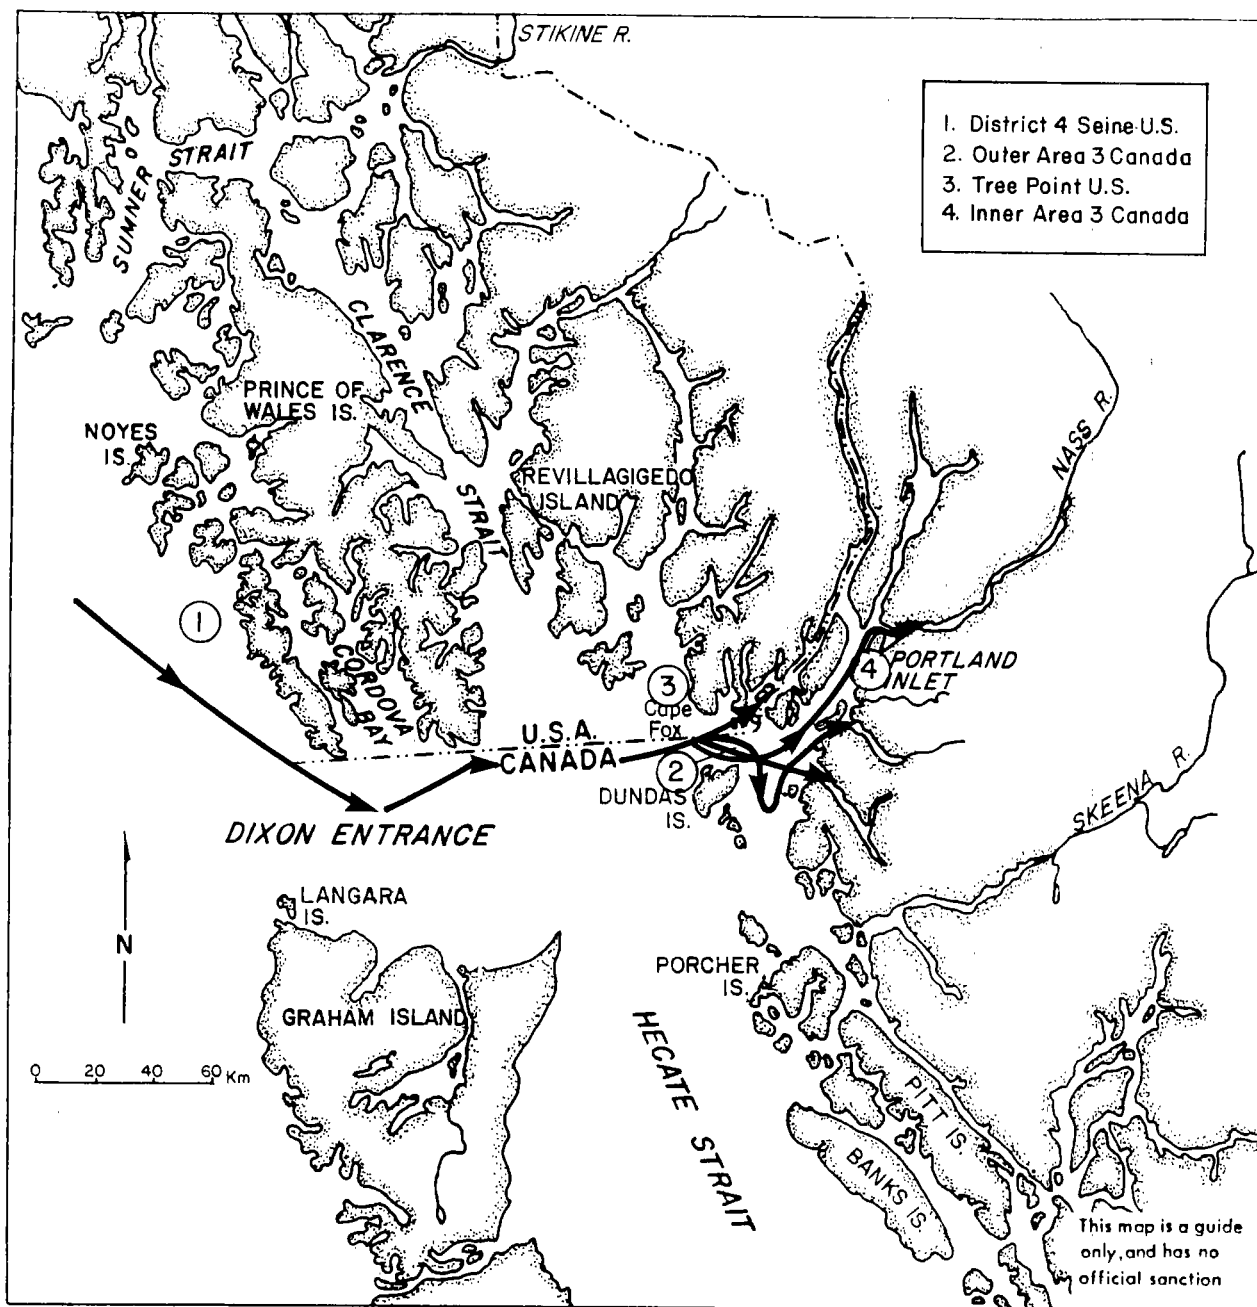 STIKINE R.
1. District 4 Seine U.S.
2. Outer Area 3 Canada
3. Tree Point U.S.
4. Inner Area 3 Canada
SUMNER STRAIT
CLARENCE STRAIT
PRINCE OF
WALES IS.
NOYES
IS.
REVILLAGIGEDO
ISLAND
NASS R.
1
CORDOVA
BAY
3
Cape
Fox
4
PORTLAND
INLET
U.S.A.
CANADA
2
DUNDAS
IS.
SKEENA R.
DIXON ENTRANCE
LANGARA
IS.
N
PORCHER
IS.
GRAHAM ISLAND
HECATE STRAIT
0 20 40 60 Km
PITT IS.
BANKS IS.
This map is a guide
only, and has no
official sanction